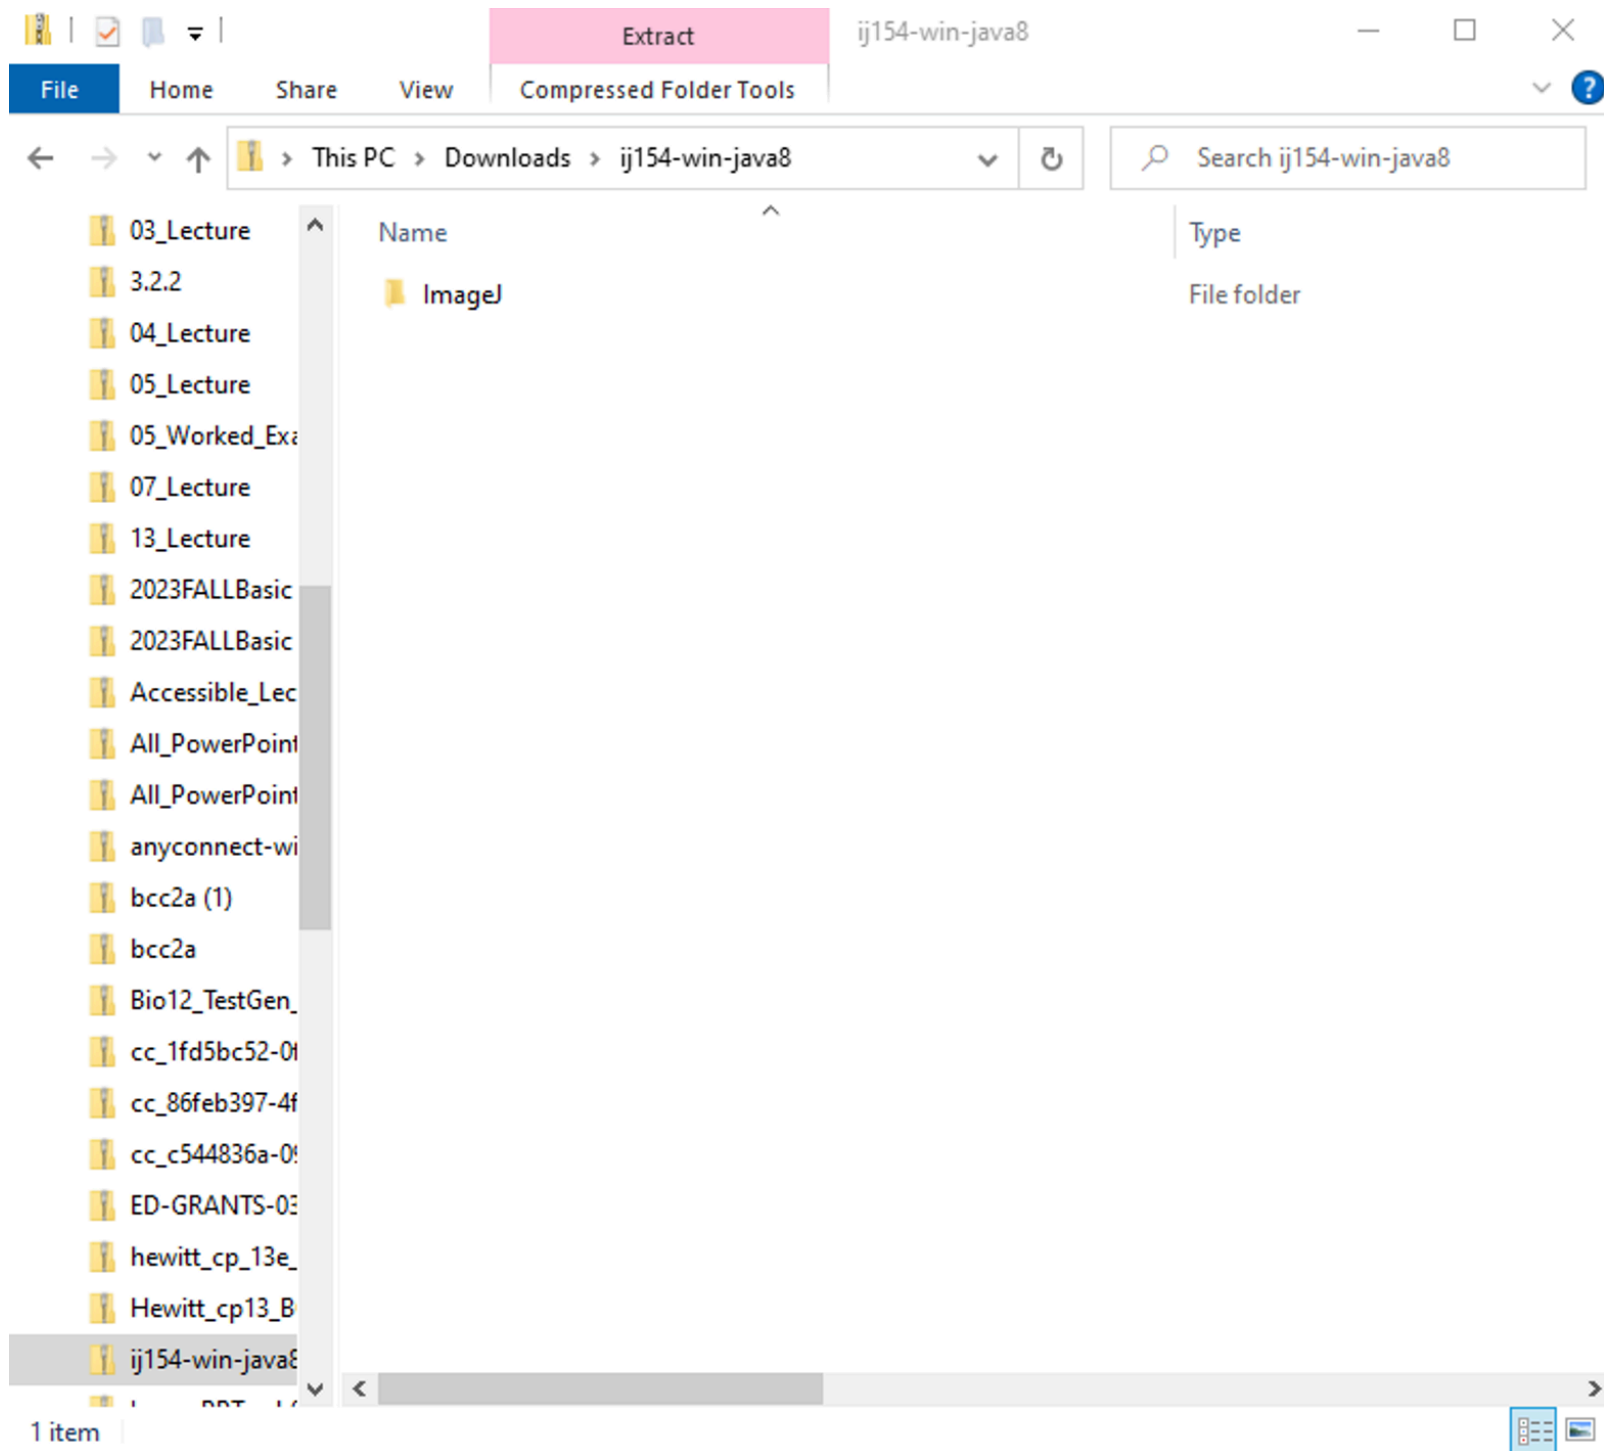 Extract
ij154-win-java8
File Home Share View Compressed Folder Tools
?
This PC Downloads ij154-win-java8
Search ij154-win-java8
03_Lecture
3.2.2
04_Lecture
05_Lecture
05_Worked_Exa
07_Lecture
13_Lecture
2023FALLBasic
2023FALLBasic
Accessible_Lec
All_PowerPoint
All_PowerPoint
anyconnect-wi
bcc2a (1)
bcc2a
Bio12_TestGen_
cc_1fd5bc52-0f
cc_86feb397-4f
cc_c544836a-09
ED-GRANTS-03
hewitt_cp_13e_
Hewitt_cp13_B
ij154-win-java8
Name Type
ImageJ File folder
1 item